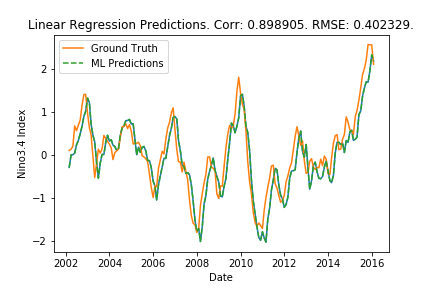 Linear Regression Predictions. Corr: 0.898905. RMSE: 0.402329.
Ground Truth
ML Predictions
Nino3.4 Index
2
1
0
−1
−2
2002 2004 2006 2008 2010 2012 2014 2016
Date